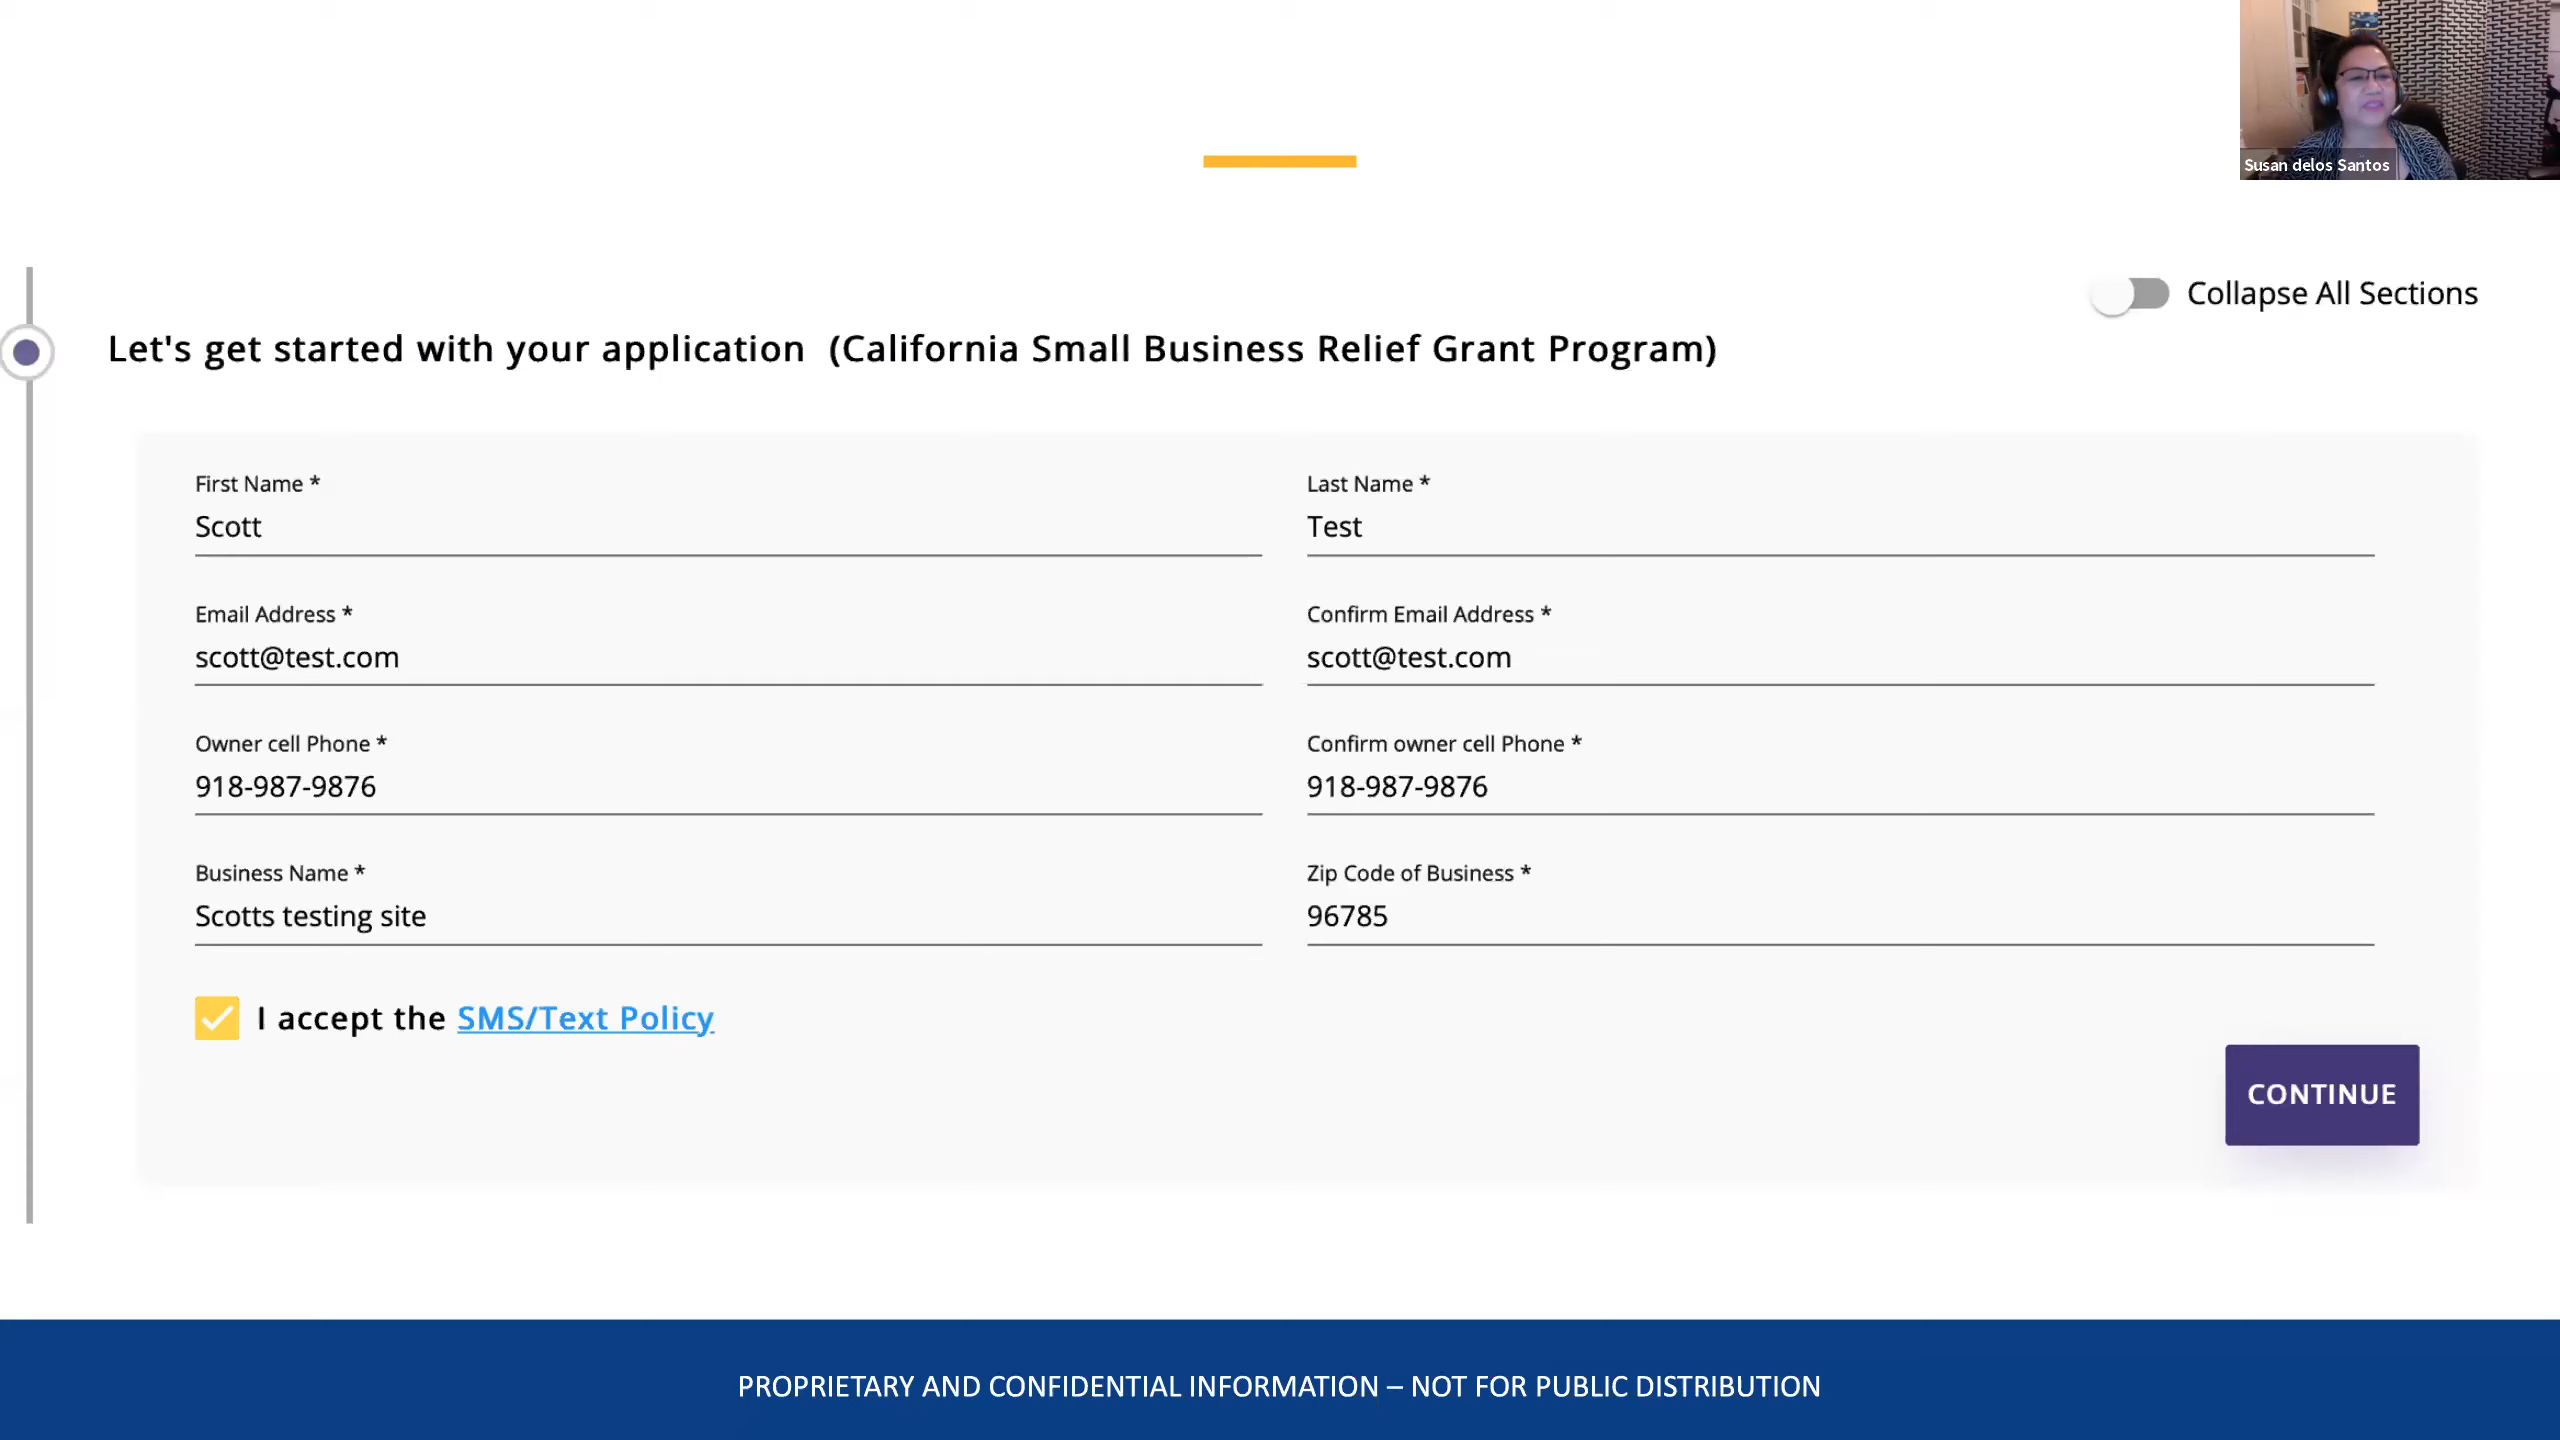 Susan delos Santos
Collapse All Sections
Let's get started with your application (California Small Business Relief Grant Program)
First Name *
Scott
Last Name *
Test
Email Address *
scott@test.com
Confirm Email Address *
scott@test.com
Owner cell Phone *
918-987-9876
Confirm owner cell Phone *
918-987-9876
Business Name *
Scotts testing site
Zip Code of Business *
96785
I accept the SMS/Text Policy
CONTINUE
PROPRIETARY AND CONFIDENTIAL INFORMATION – NOT FOR PUBLIC DISTRIBUTION